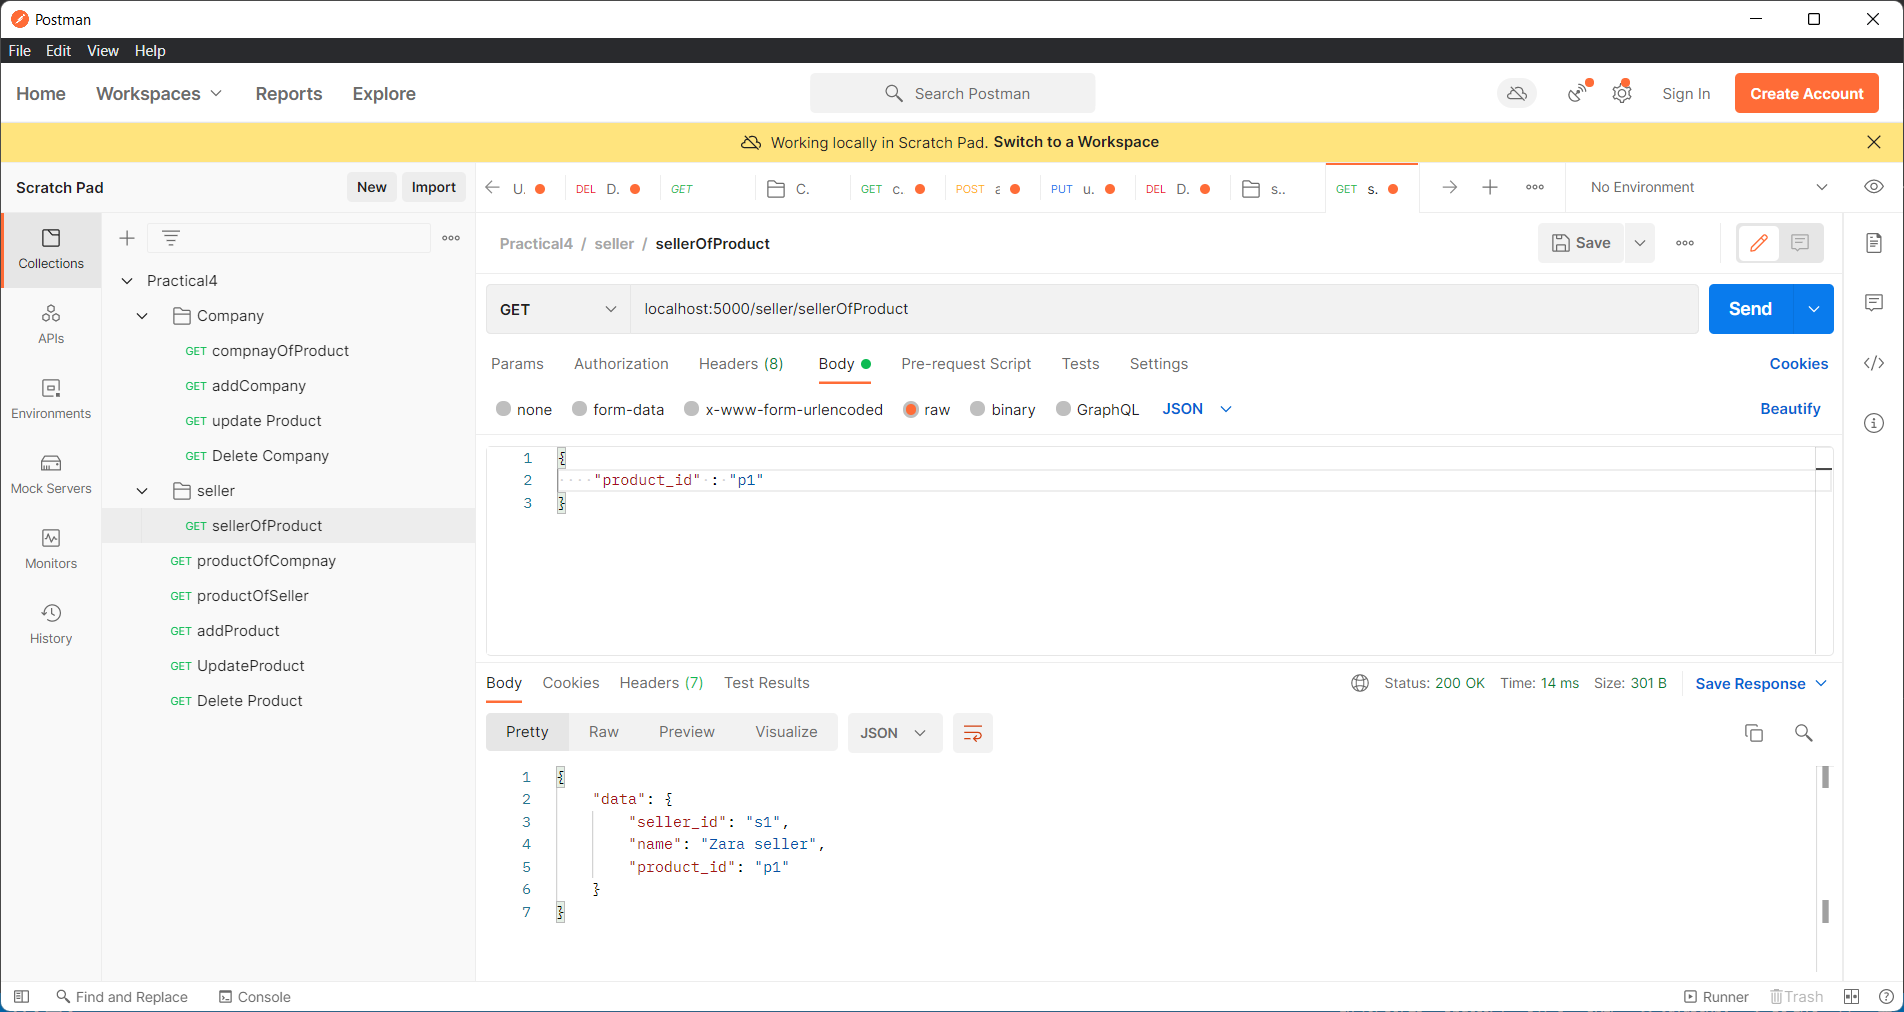 Postman
File Edit View Help
Home Workspaces Reports Explore Search Postman Sign In Create Account
Working locally in Scratch Pad. Switch to a Workspace
Scratch Pad New Import U. DEL D. GET C. GET c. POST a PUT u. DEL D. s.. GET s. No Environment
Collections
APIs
Environments
Mock Servers
Monitors
History
Practical4
Company
GET compnayOfProduct
GET addCompany
GET update Product
GET Delete Company
seller
GET sellerOfProduct
GET productOfCompnay
GET productOfSeller
GET addProduct
GET UpdateProduct
GET Delete Product
Practical4 / seller / sellerOfProduct Save
GET localhost:5000/seller/sellerOfProduct Send
Params Authorization Headers (8) Body Pre-request Script Tests Settings Cookies
none form-data x-www-form-urlencoded raw binary GraphQL JSON Beautify
1 {
2 "product_id" : "p1"
3 }
Body Cookies Headers (7) Test Results Status: 200 OK Time: 14 ms Size: 301 B Save Response
Pretty Raw Preview Visualize JSON
1 {
2 "data": {
3 "seller_id": "s1",
4 "name": "Zara seller",
5 "product_id": "p1"
6 }
7 }
Find and Replace Console Runner Trash